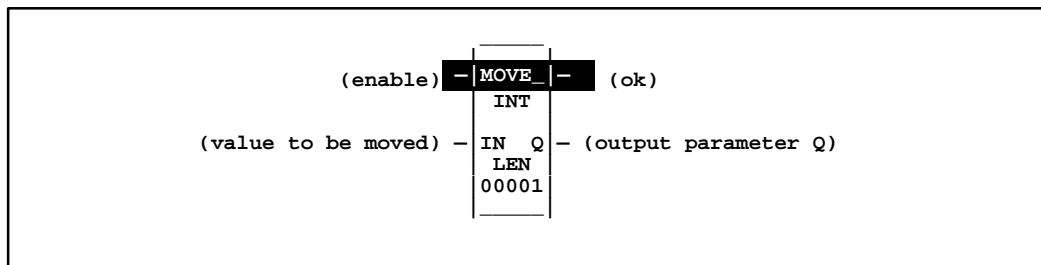 (enable) MOVE_ (ok)
INT
(value to be moved) IN Q (output parameter Q)
LEN
00001